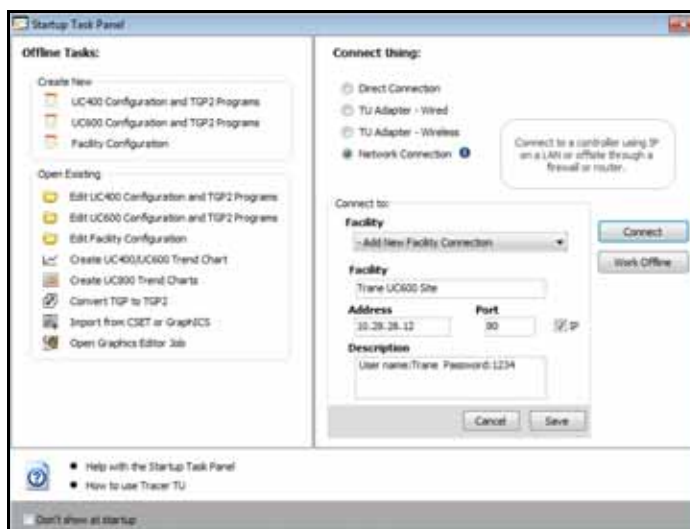 Startup Task Panel
Offline Tasks:
Create New
UC400 Configuration and TGP2 Programs
UC600 Configuration and TGP2 Programs
Facility Configuration
Open Existing
Edit UC400 Configuration and TGP2 Programs
Edit UC600 Configuration and TGP2 Programs
Edit Facility Configuration
Create UC400/UC600 Trend Chart
Create UC800 Trend Charts
Convert TGP to TGP2
Import from CSET or GraphICS
Open Graphics Editor Job
Connect Using:
Direct Connection
TU Adapter - Wired
TU Adapter - Wireless
Network Connection
Connect to a controller using IP
on a LAN or offsite through a
firewall or router.
Connect to:
Facility
- Add New Facility Connection
Facility
Trane UC600 Site
Address Port
10.28.28.12 80 IP
Description
User name:Trane Password:1234
Cancel Save
Connect
Work Offline
Help with the Startup Task Panel
How to use Tracer TU
Don't show at startup